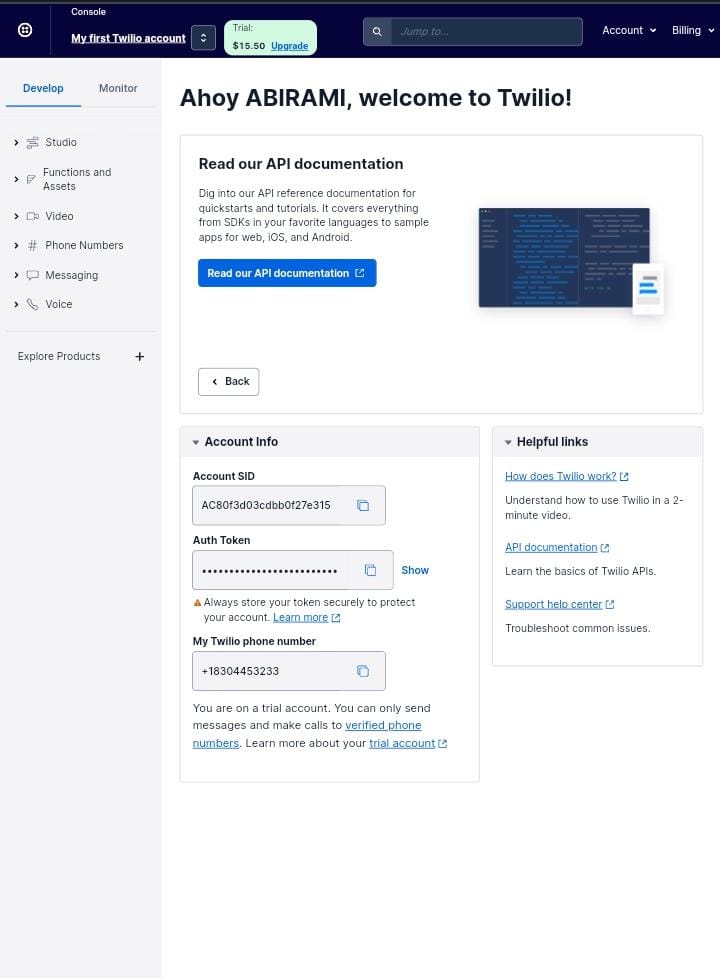 Console
My first Twilio account
Trial:
$15.50 Upgrade
Jump to...
Account
Billing
Develop
Monitor
Studio
Functions and
Assets
Video
Phone Numbers
Messaging
Voice
Explore Products
Ahoy ABIRAMI, welcome to Twilio!
Read our API documentation
Dig into our API reference documentation for
quickstarts and tutorials. It covers everything
from SDKs in your favorite languages to sample
apps for web, iOS, and Android.
Read our API documentation
Back
Account Info
Account SID
AC80f3d03cdbb0f27e315
Auth Token
Show
Always store your token securely to protect
your account. Learn more
My Twilio phone number
+18304453233
You are on a trial account. You can only send
messages and make calls to verified phone
numbers. Learn more about your trial account
Helpful links
How does Twilio work?
Understand how to use Twilio in a 2-
minute video.
API documentation
Learn the basics of Twilio APIs.
Support help center
Troubleshoot common issues.